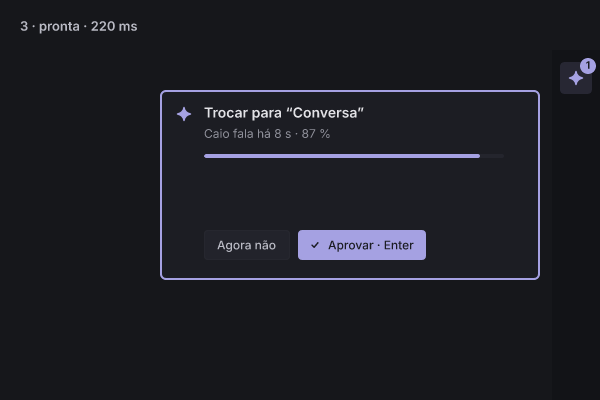 3 · pronta · 220 ms
1
Trocar para “Conversa”
Caio fala há 8 s · 87 %
Agora não
Aprovar · Enter